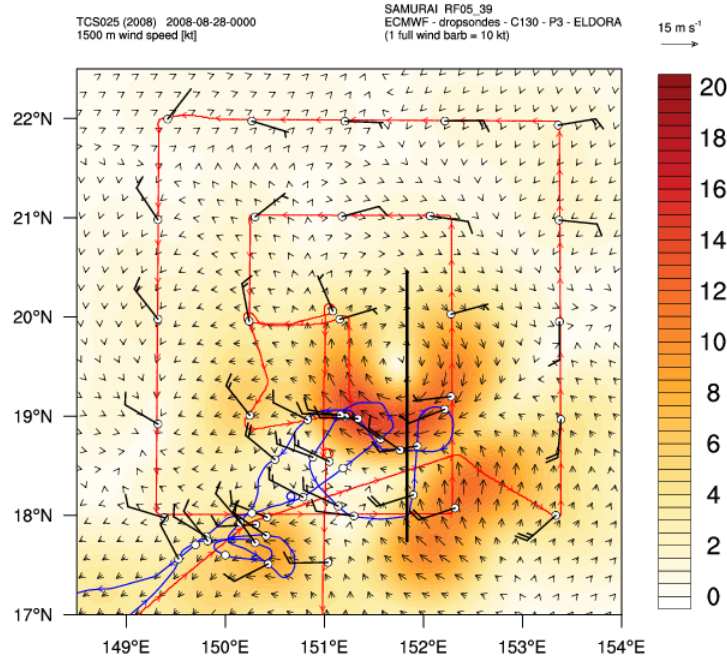 TCS025 (2008) 2008-08-28-0000
1500 m wind speed [kt]
SAMURAI RF05_39
ECMWF - dropsondes - C130 - P3 - ELDORA
(1 full wind barb = 10 kt)
15 m s⁻¹
22°N
21°N
20°N
19°N
18°N
17°N
149°E 150°E 151°E 152°E 153°E 154°E
20
18
16
14
12
10
8
6
4
2
0